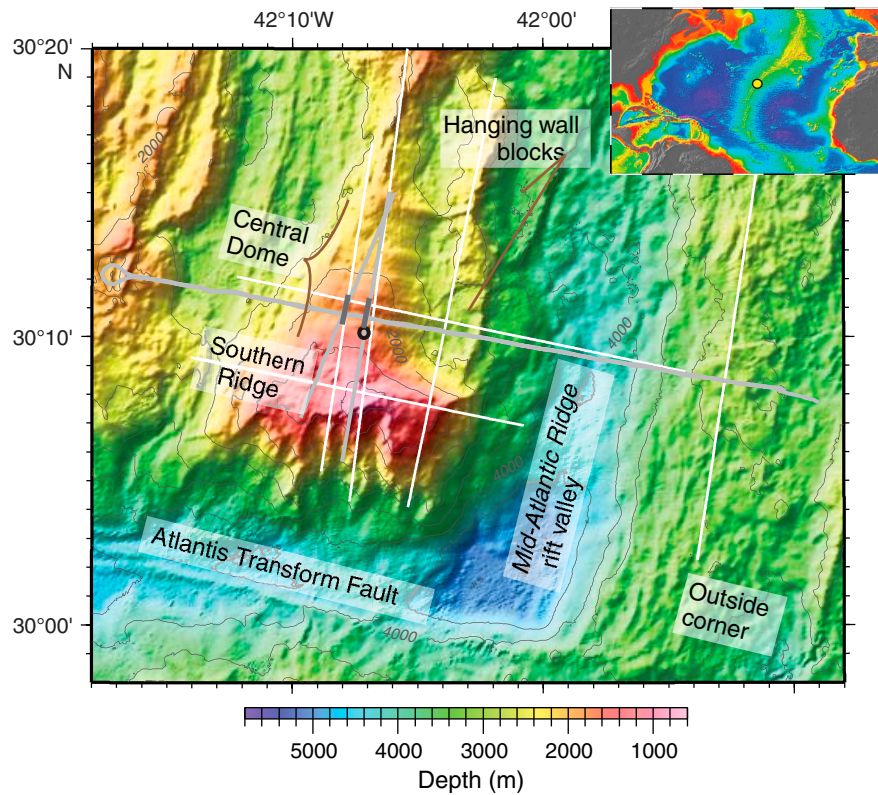 42°10'W
42°00'
30°20'
N
30°10'
30°00'
Hanging wall
blocks
2000
Central
Dome
4000
2000
Southern
Ridge
Mid-Atlantic Ridge
rift valley
4000
Atlantis Transform Fault
Outside
corner
4000
5000 4000 3000 2000 1000
Depth (m)